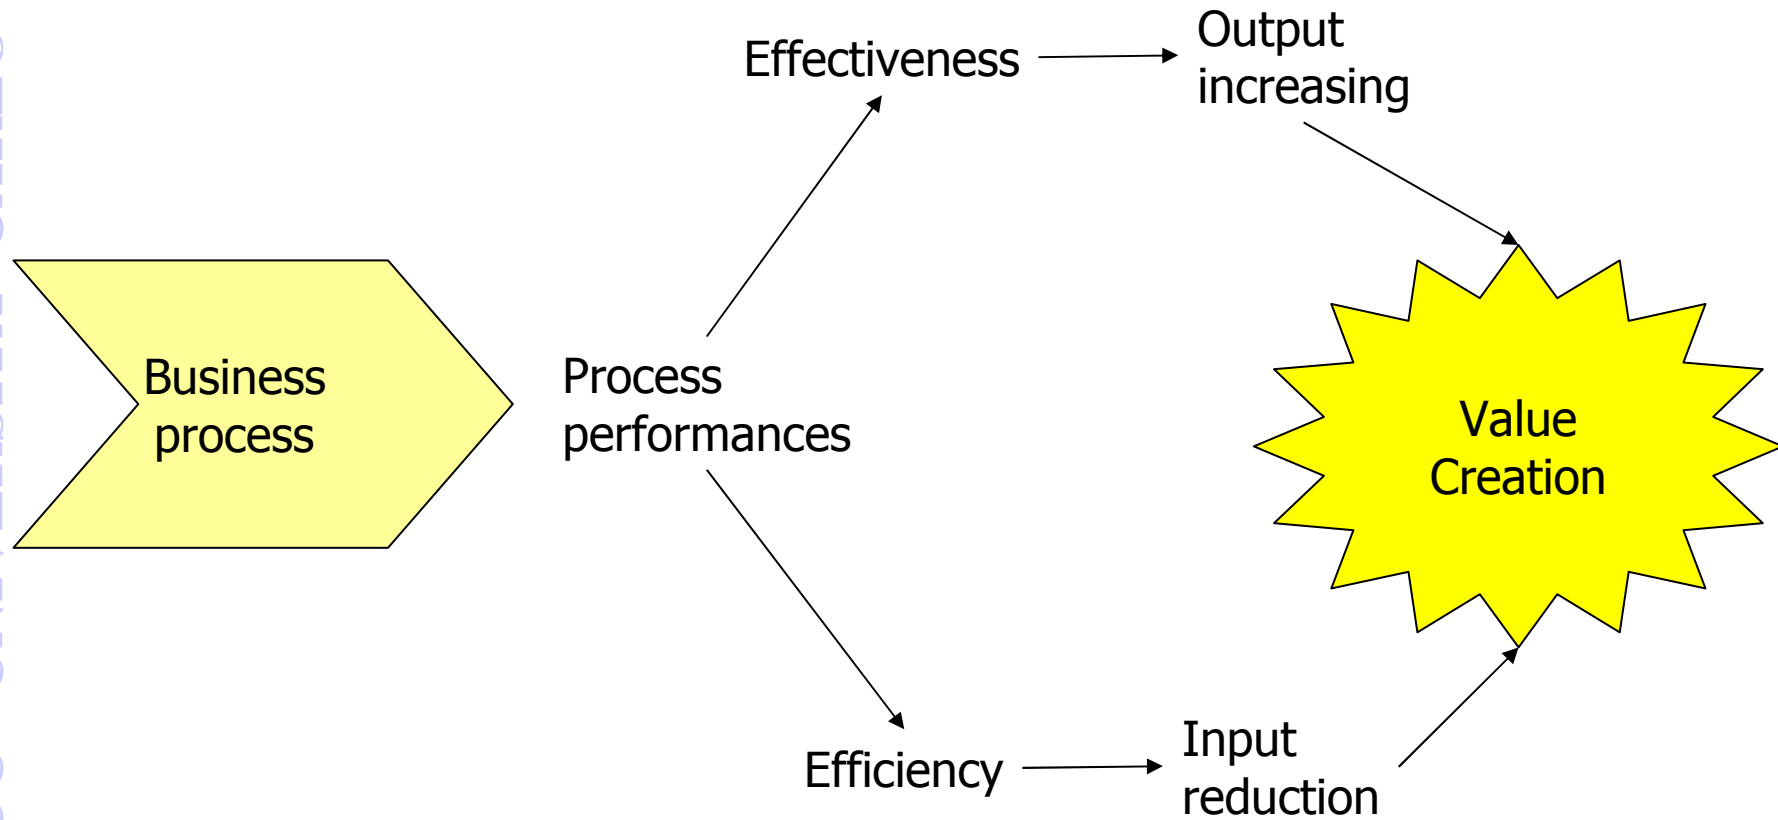 Effectiveness
Output
increasing
Business
process
Process
performances
Value
Creation
Efficiency
Input
reduction